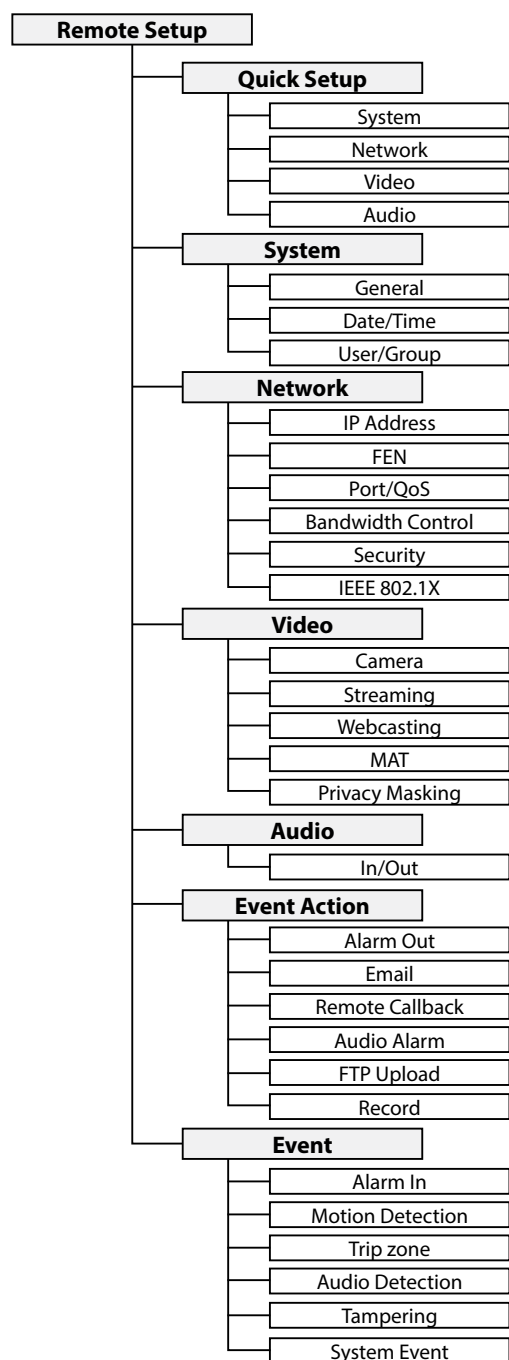 Remote Setup
Quick Setup
System
Network
Video
Audio
System
General
Date/Time
User/Group
Network
IP Address
FEN
Port/QoS
Bandwidth Control
Security
IEEE 802.1X
Video
Camera
Streaming
Webcasting
MAT
Privacy Masking
Audio
In/Out
Event Action
Alarm Out
Email
Remote Callback
Audio Alarm
FTP Upload
Record
Event
Alarm In
Motion Detection
Trip zone
Audio Detection
Tampering
System Event